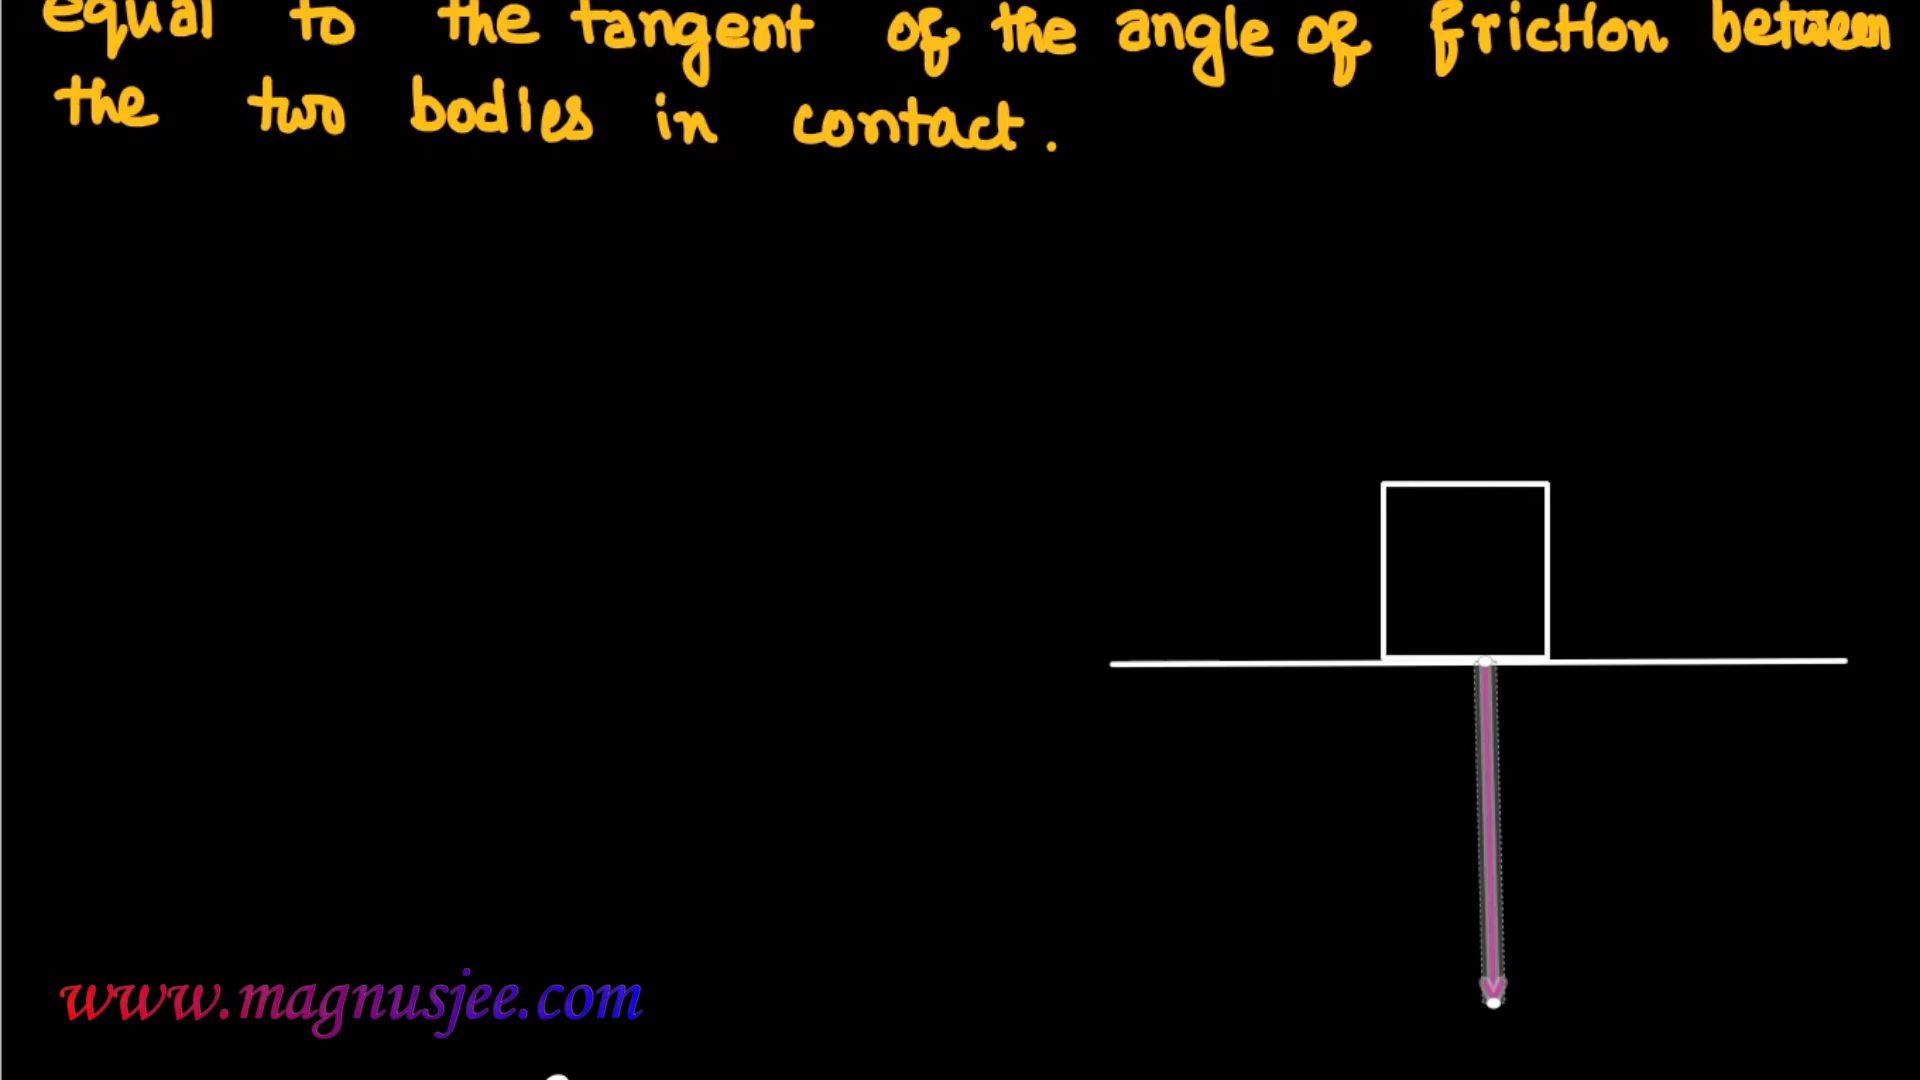 equal to the tangent of the angle of friction between
the two bodies in contact.
www.magnusjee.com